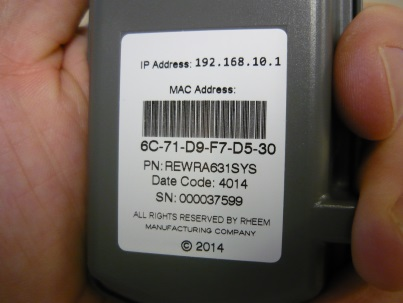 IP Address: 192.168.10.1
MAC Address:
6C-71-D9-F7-D5-30
PN: REWRA631SYS
Date Code: 4014
SN: 000037599
ALL RIGHTS RESERVED BY RHEEM
MANUFACTURING COMPANY
© 2014